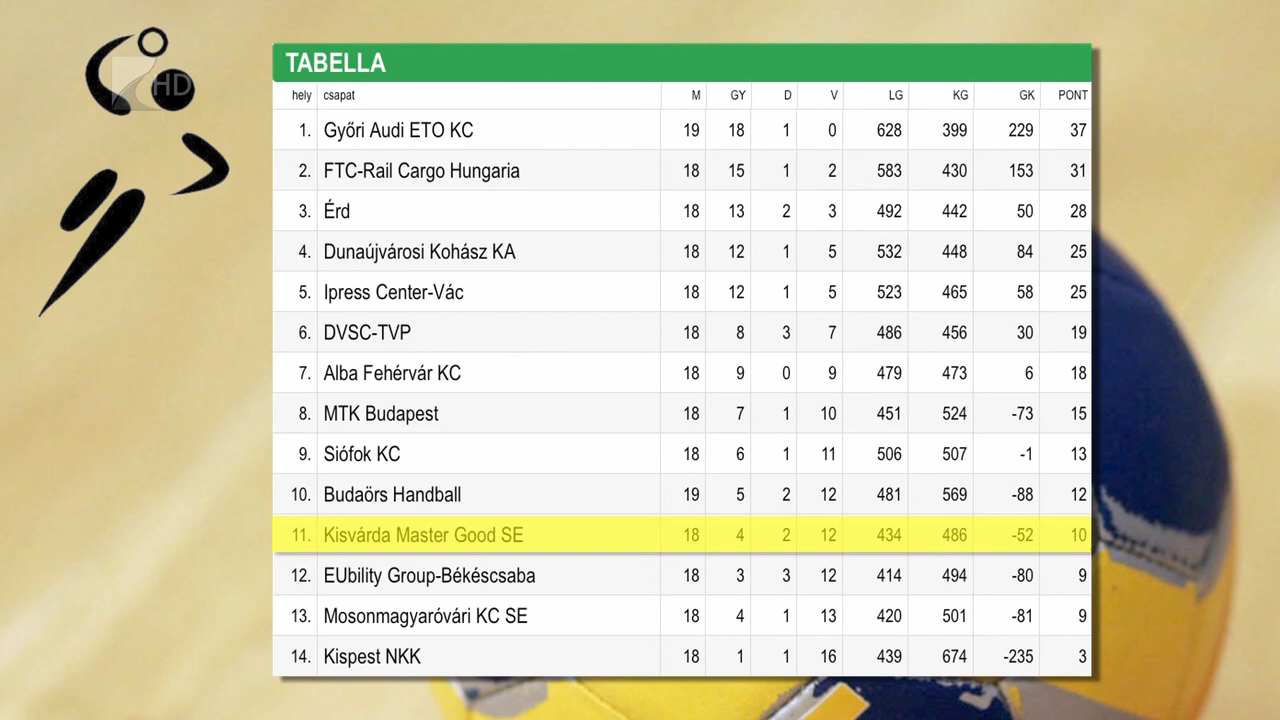 HD
TABELLA
hely csapat M GY D V LG KG GK PONT
1. Győri Audi ETO KC 19 18 1 0 628 399 229 37
2. FTC-Rail Cargo Hungaria 18 15 1 2 583 430 153 31
3. Érd 18 13 2 3 492 442 50 28
4. Dunaújvárosi Kohász KA 18 12 1 5 532 448 84 25
5. Ipress Center-Vác 18 12 1 5 523 465 58 25
6. DVSC-TVP 18 8 3 7 486 456 30 19
7. Alba Fehérvár KC 18 9 0 9 479 473 6 18
8. MTK Budapest 18 7 1 10 451 524 -73 15
9. Siófok KC 18 6 1 11 506 507 -1 13
10. Budaörs Handball 19 5 2 12 481 569 -88 12
11. Kisvárda Master Good SE 18 4 2 12 434 486 -52 10
12. EUbility Group-Békéscsaba 18 3 3 12 414 494 -80 9
13. Mosonmagyaróvári KC SE 18 4 1 13 420 501 -81 9
14. Kispest NKK 18 1 1 16 439 674 -235 3